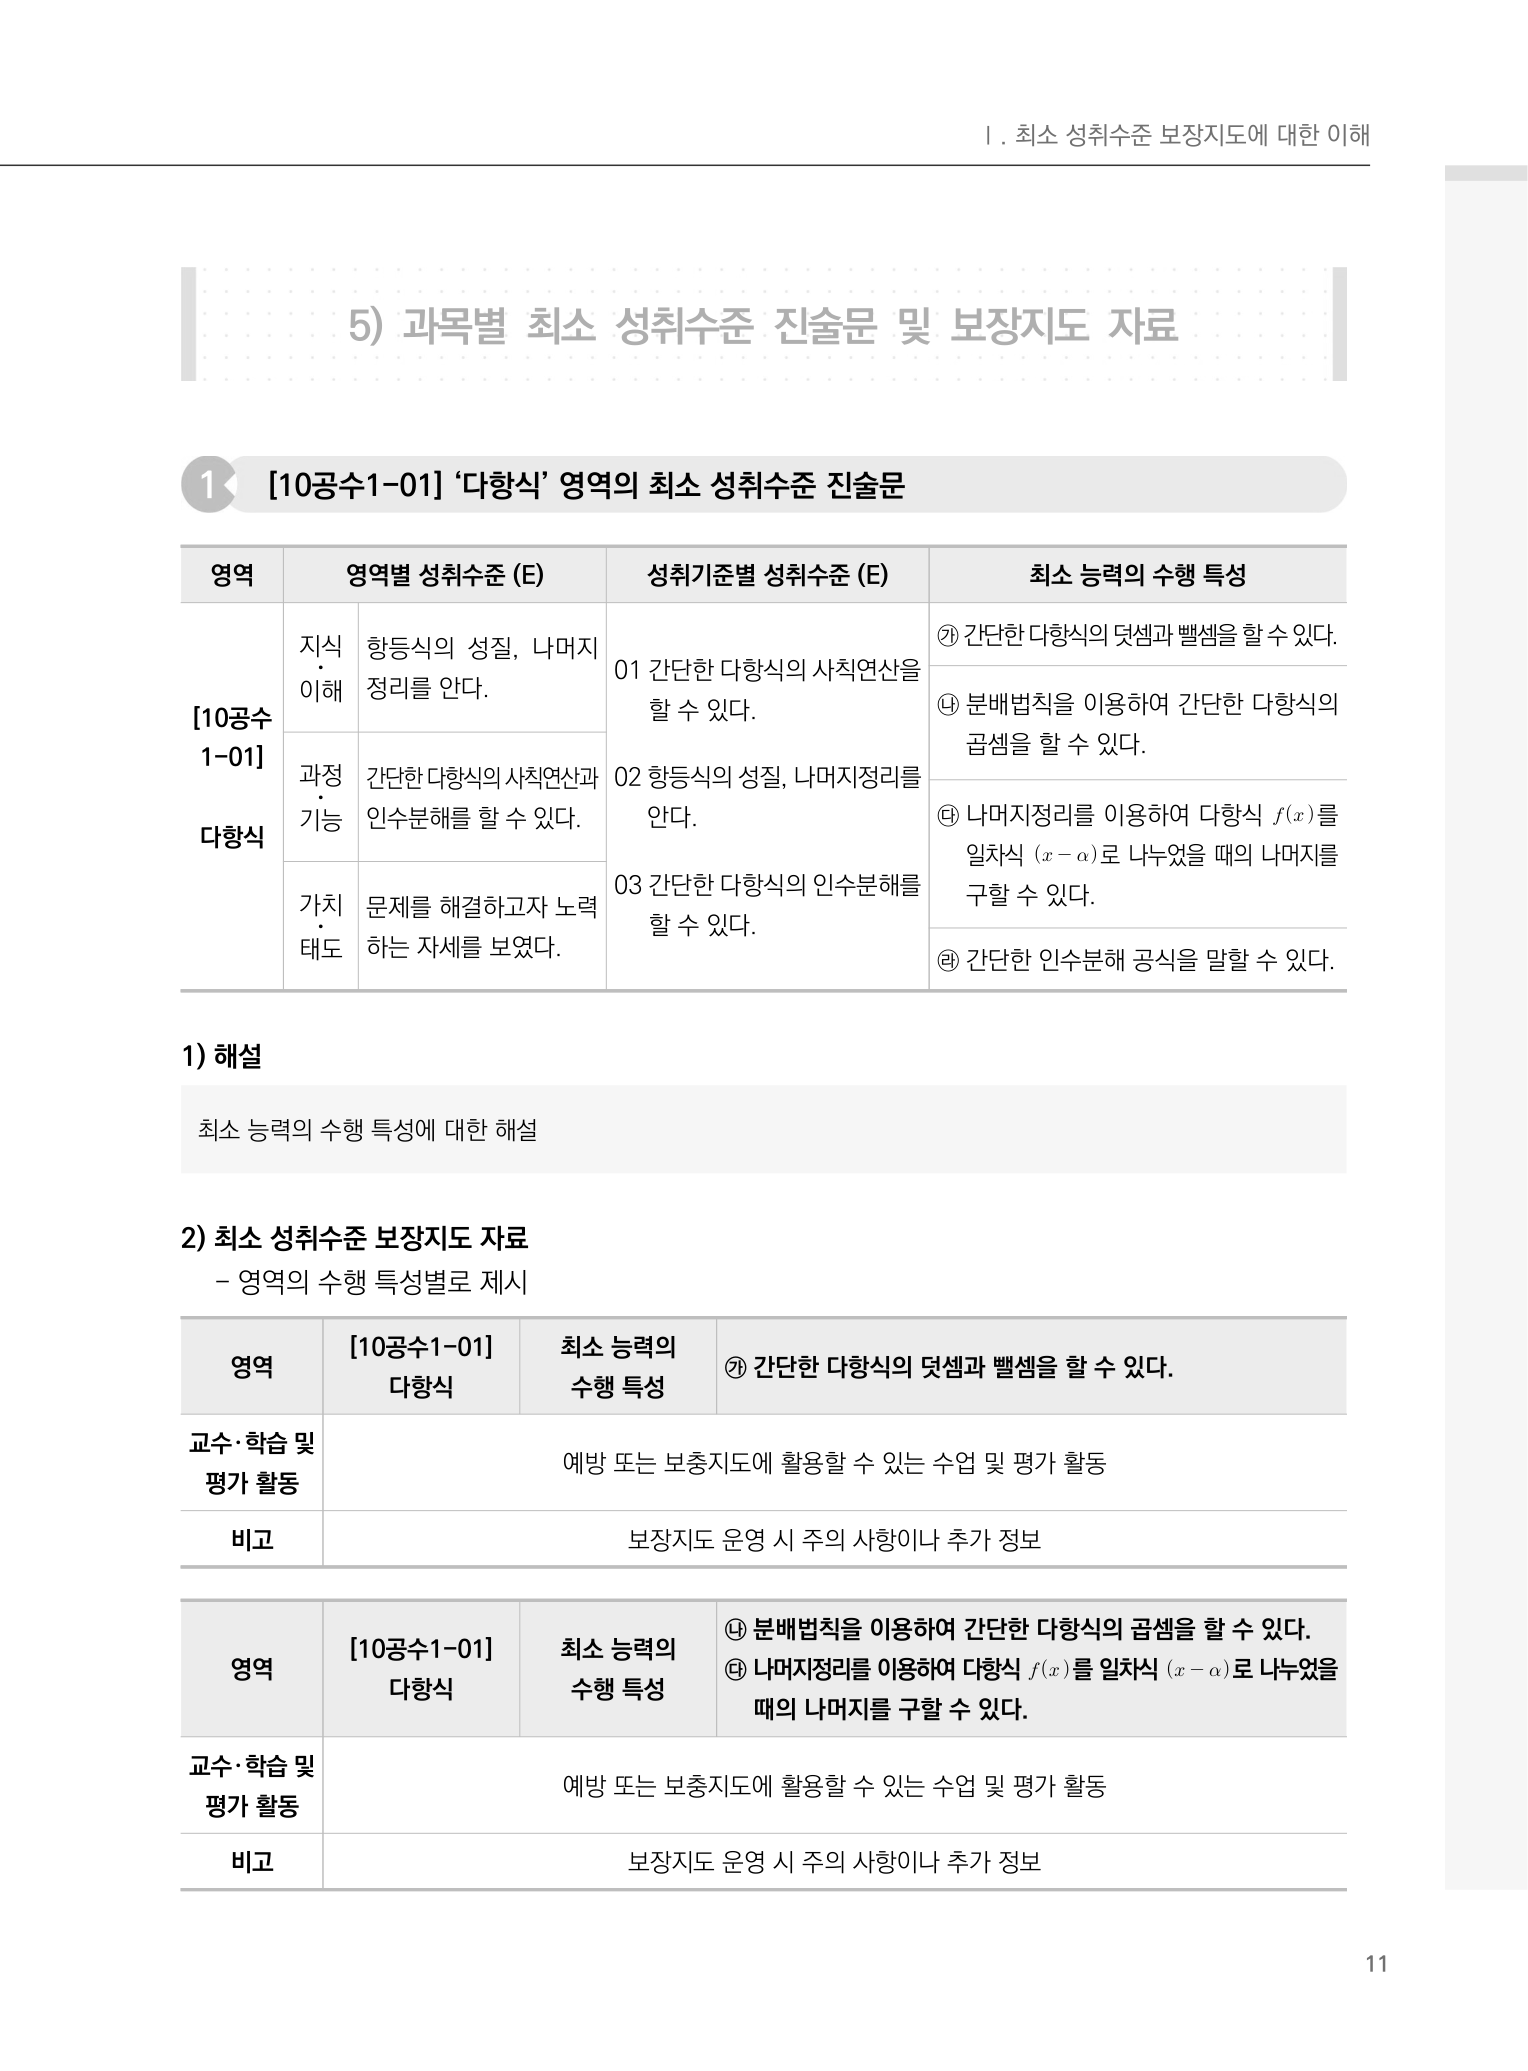 Ⅰ. 최소 성취수준 보장지도에 대한 이해
5) 과목별 최소 성취수준 진술문 및 보장지도 자료
1 [10공수1-01] ‘다항식’ 영역의 최소 성취수준 진술문
영역 영역별 성취수준 (E) 성취기준별 성취수준 (E) 최소 능력의 수행 특성
[10공수
1-01]
다항식
지식
·
이해
항등식의 성질, 나머지
정리를 안다.
과정
·
기능
간단한 다항식의 사칙연산과
인수분해를 할 수 있다.
가치
·
태도
문제를 해결하고자 노력
하는 자세를 보였다.
01 간단한 다항식의 사칙연산을
할 수 있다.
02 항등식의 성질, 나머지정리를
안다.
03 간단한 다항식의 인수분해를
할 수 있다.
㉮ 간단한 다항식의 덧셈과 뺄셈을 할 수 있다.
㉯ 분배법칙을 이용하여 간단한 다항식의
곱셈을 할 수 있다.
㉰ 나머지정리를 이용하여 다항식 f(x)를
일차식 (x-α)로 나누었을 때의 나머지를
구할 수 있다.
㉱ 간단한 인수분해 공식을 말할 수 있다.
1) 해설
최소 능력의 수행 특성에 대한 해설
2) 최소 성취수준 보장지도 자료
- 영역의 수행 특성별로 제시
영역
[10공수1-01]
다항식
최소 능력의
수행 특성
㉮ 간단한 다항식의 덧셈과 뺄셈을 할 수 있다.
교수·학습 및
평가 활동
예방 또는 보충지도에 활용할 수 있는 수업 및 평가 활동
비고 보장지도 운영 시 주의 사항이나 추가 정보
영역
[10공수1-01]
다항식
최소 능력의
수행 특성
㉯ 분배법칙을 이용하여 간단한 다항식의 곱셈을 할 수 있다.
㉰ 나머지정리를 이용하여 다항식 f(x)를 일차식 (x-α)로 나누었을
때의 나머지를 구할 수 있다.
교수·학습 및
평가 활동
예방 또는 보충지도에 활용할 수 있는 수업 및 평가 활동
비고 보장지도 운영 시 주의 사항이나 추가 정보
11